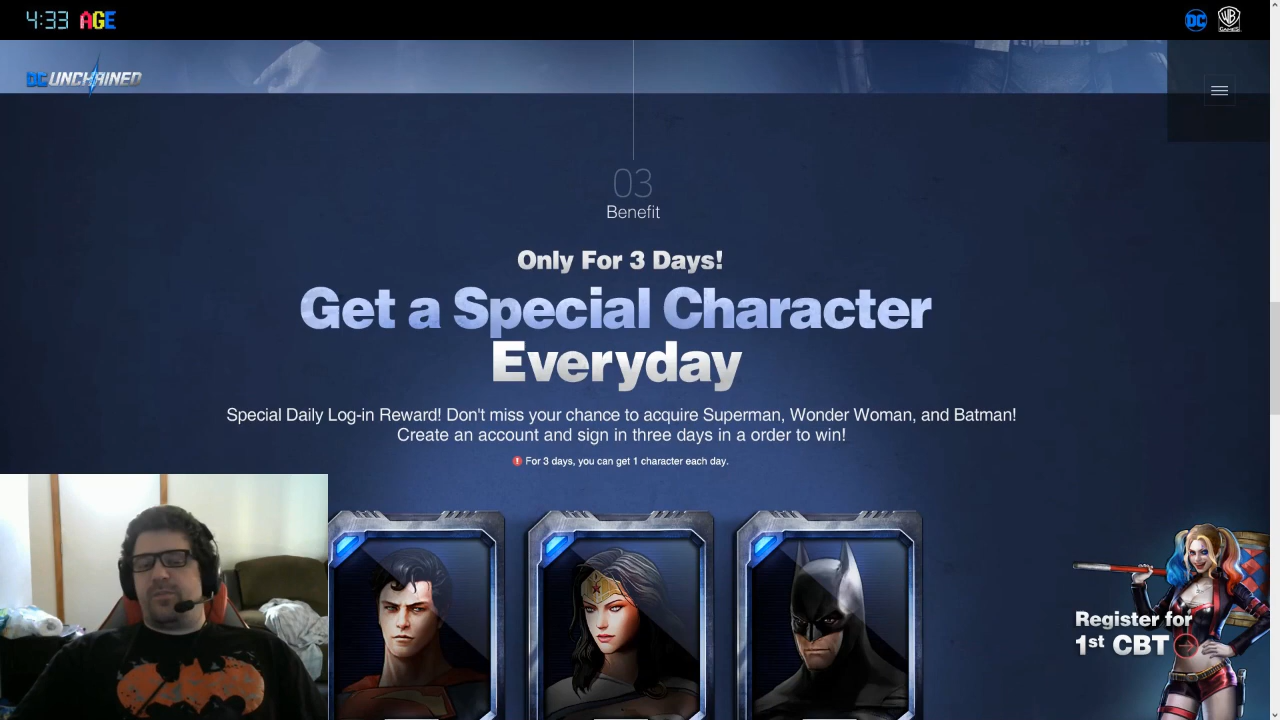 4:33 AGE
DC
WB
GAMES
DC UNCHAINED
03
Benefit
Only For 3 Days!
Get a Special Character
Everyday
Special Daily Log-in Reward! Don't miss your chance to acquire Superman, Wonder Woman, and Batman!
Create an account and sign in three days in a order to win!
For 3 days, you can get 1 character each day.
Register for
1st CBT